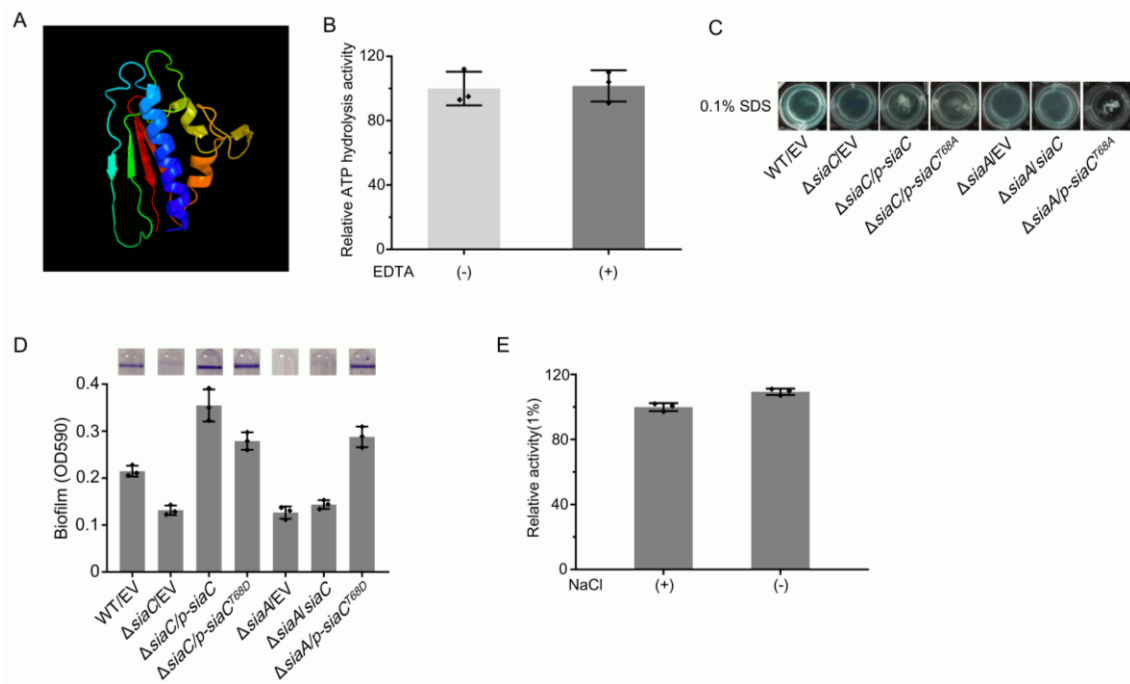 A
B
C
Relative ATP hydrolysis activity
120
80
40
0
EDTA
(-)
(+)
0.1% SDS
WT/EV
ΔsiaC/EV
ΔsiaC/p-siaC
ΔsiaC/p-siaC^T68A
ΔsiaA/EV
ΔsiaA/siaC
ΔsiaA/p-siaC^T68A
D
Biofilm (OD590)
0.4
0.3
0.2
0.1
0
WT/EV
ΔsiaC/EV
ΔsiaC/p-siaC
ΔsiaC/p-siaC^T68D
ΔsiaA/EV
ΔsiaA/siaC
ΔsiaA/p-siaC^T68D
E
Relative activity(1%)
120
80
40
0
NaCl
(+)
(-)